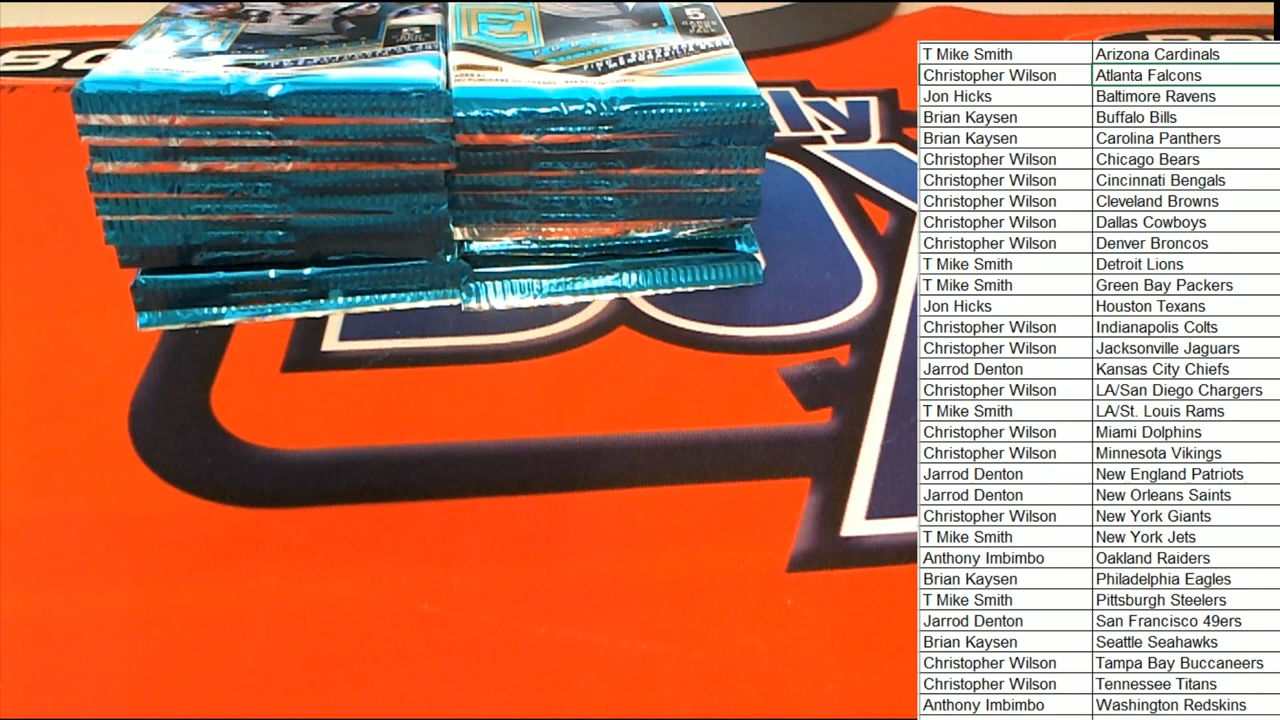 5
T Mike Smith Arizona Cardinals
Christopher Wilson Atlanta Falcons
Jon Hicks Baltimore Ravens
Brian Kaysen Buffalo Bills
Brian Kaysen Carolina Panthers
Christopher Wilson Chicago Bears
Christopher Wilson Cincinnati Bengals
Christopher Wilson Cleveland Browns
Christopher Wilson Dallas Cowboys
Christopher Wilson Denver Broncos
T Mike Smith Detroit Lions
T Mike Smith Green Bay Packers
Jon Hicks Houston Texans
Christopher Wilson Indianapolis Colts
Christopher Wilson Jacksonville Jaguars
Jarrod Denton Kansas City Chiefs
Christopher Wilson LA/San Diego Chargers
T Mike Smith LA/St. Louis Rams
Christopher Wilson Miami Dolphins
Christopher Wilson Minnesota Vikings
Jarrod Denton New England Patriots
Jarrod Denton New Orleans Saints
Christopher Wilson New York Giants
T Mike Smith New York Jets
Anthony Imbimbo Oakland Raiders
Brian Kaysen Philadelphia Eagles
T Mike Smith Pittsburgh Steelers
Jarrod Denton San Francisco 49ers
Brian Kaysen Seattle Seahawks
Christopher Wilson Tampa Bay Buccaneers
Christopher Wilson Tennessee Titans
Anthony Imbimbo Washington Redskins